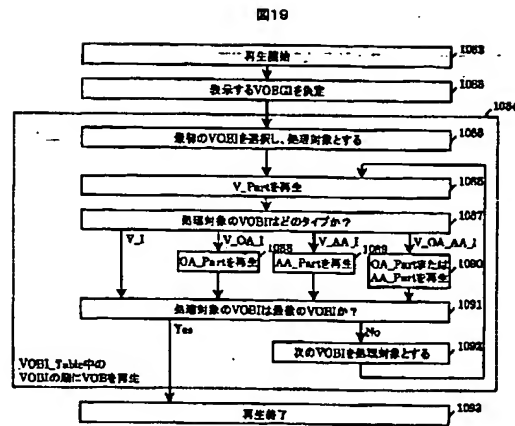 図19
再生開始
1082
表示するVOBGIを決定
1083
1084
最初のVOBIを選択し、処理対象とする
V_Partを再生
処理対象のVOBIはどのタイプか?
1087
V_I
V_OA_I
V_AA_I
V_OA_AA_I
1088
1089
OA_Partを再生
AA_Partを再生
OA_Partまたは
AA_Partを再生
1090
処理対象のVOBIは最後のVOBIか?
1091
Yes
No
次のVOBIを処理対象とする
1092
VOBI_Table中の
VOBIの順にVOBを再生
再生終了
1093